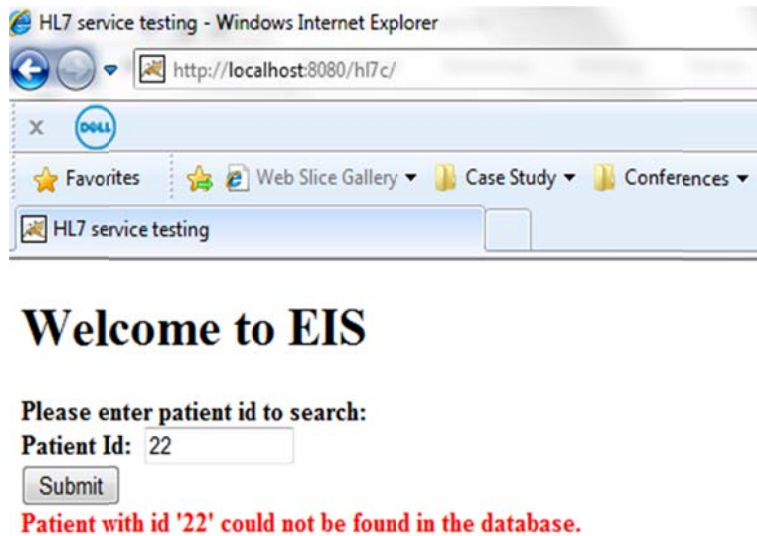 HL7 service testing - Windows Internet Explorer
http://localhost:8080/hl7c/
x DELL
Favorites Web Slice Gallery Case Study Conferences
HL7 service testing
Welcome to EIS
Please enter patient id to search:
Patient Id: 22
Submit
Patient with id '22' could not be found in the database.